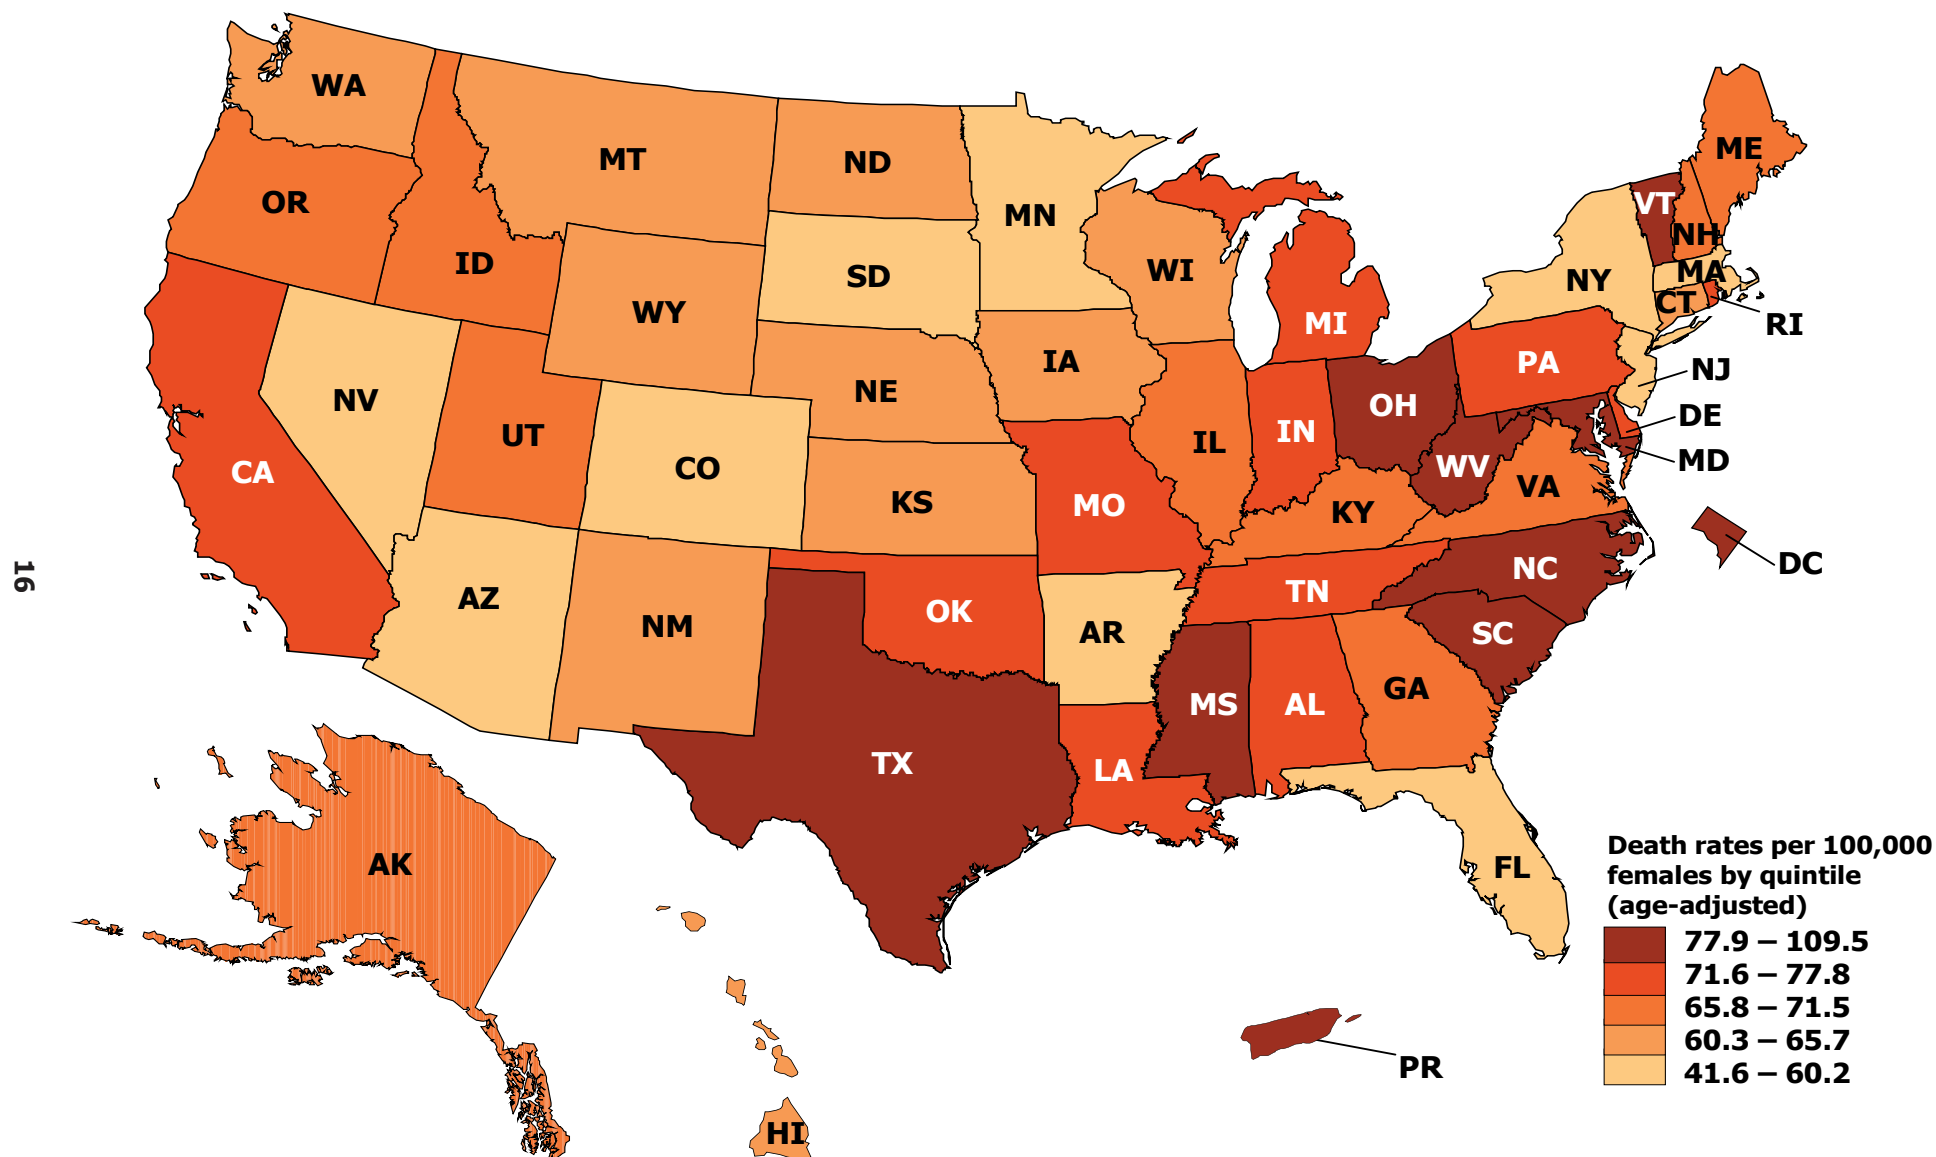 WA
MT
ND
MN
ME
OR
ID
SD
WI
VT
NH
NY
MA
CT
RI
WY
MI
IA
PA
NJ
NV
NE
OH
DE
UT
CO
IL
IN
WV
MD
CA
KS
MO
KY
VA
DC
AZ
NM
OK
AR
TN
NC
SC
16
TX
LA
MS
AL
GA
AK
FL
HI
PR
Death rates per 100,000
females by quintile
(age-adjusted)
77.9 – 109.5
71.6 – 77.8
65.8 – 71.5
60.3 – 65.7
41.6 – 60.2